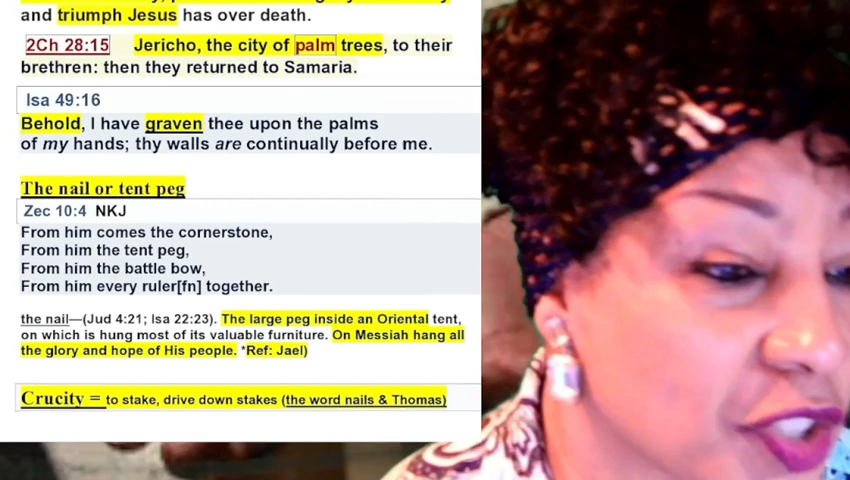 and triumph Jesus has over death.
2Ch 28:15 Jericho, the city of palm trees, to their
brethren: then they returned to Samaria.
Isa 49:16
Behold, I have graven thee upon the palms
of my hands; thy walls are continually before me.
The nail or tent peg
Zec 10:4 NKJ
From him comes the cornerstone,
From him the tent peg,
From him the battle bow,
From him every ruler[fn] together.
the nail—(Jud 4:21; Isa 22:23). The large peg inside an Oriental tent,
on which is hung most of its valuable furniture. On Messiah hang all
the glory and hope of His people. *Ref: Jael)
Crucity = to stake, drive down stakes (the word nails & Thomas)